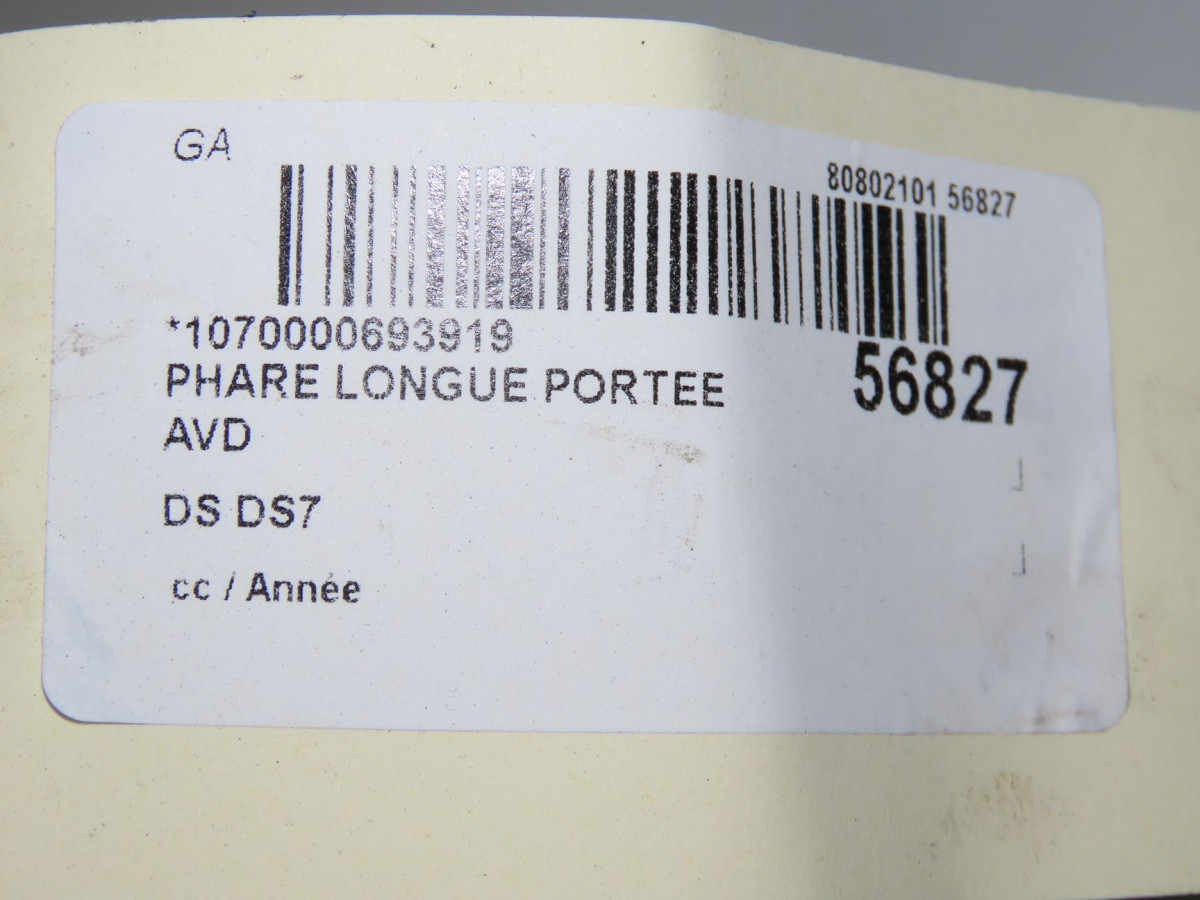 GA
80802101 56827
*1070000693919
56827
PHARE LONGUE PORTEE
AVD
DS DS7
cc / Année